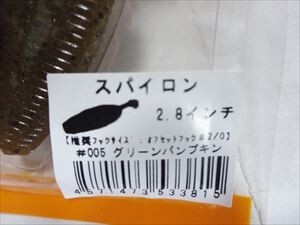 スパイロン
2.8インチ
【推奨フックサイズ：オフセットフック#2/0】
#005 グリーンパンプキン
4571473533815